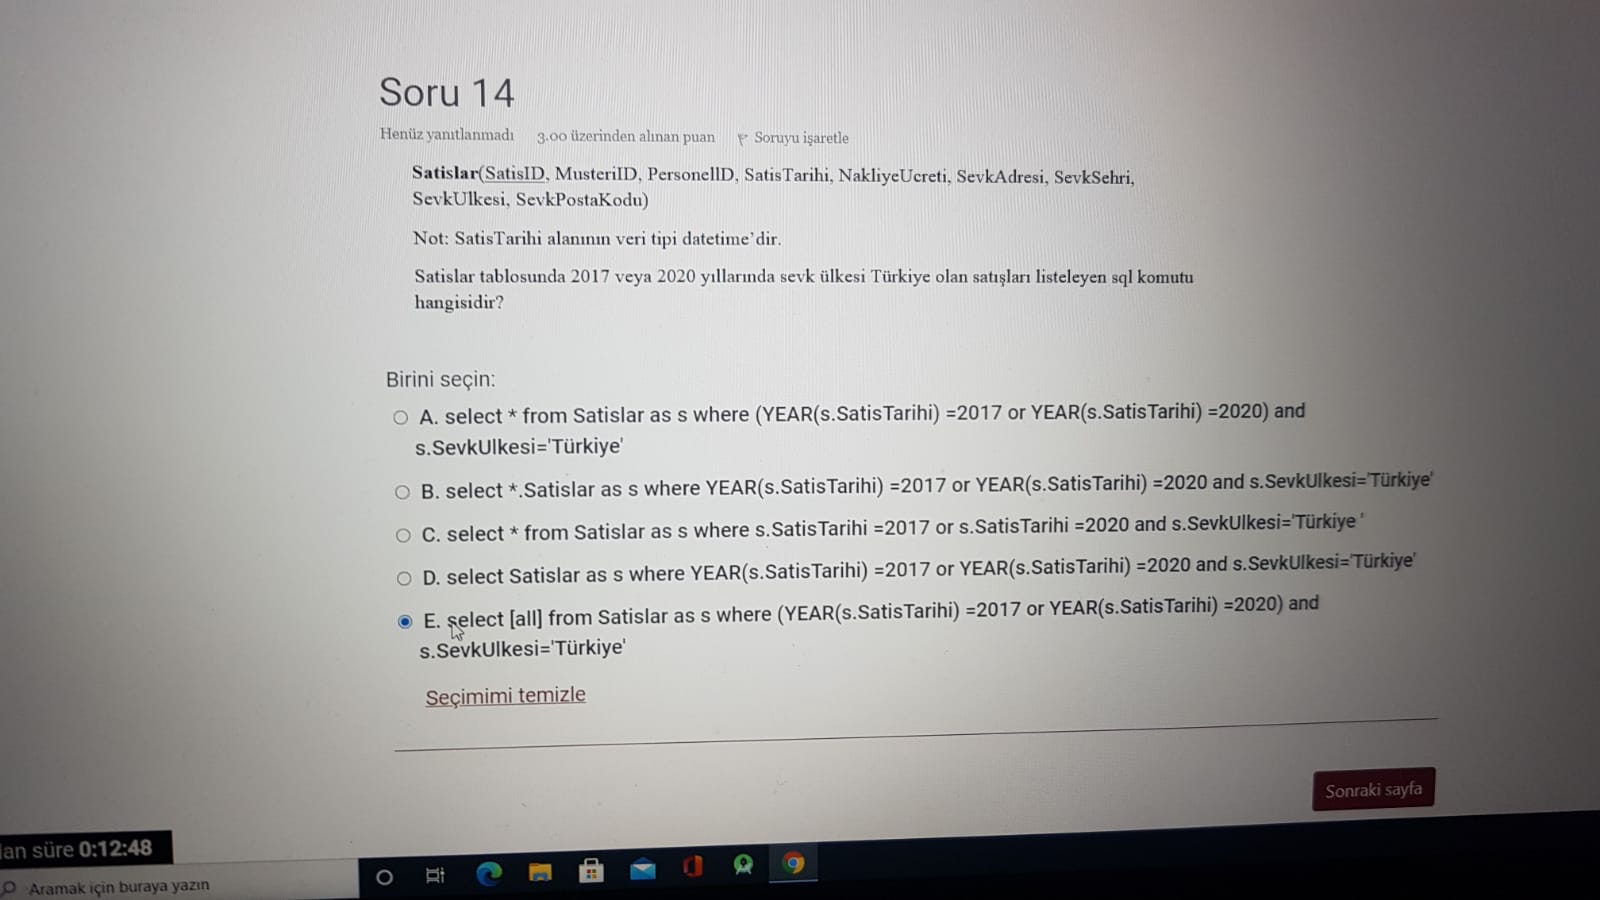 Soru 14
Henüz yanıtlanmadı 3.00 üzerinden alınan puan Soruyu işaretle
Satislar(SatisID, MusteriID, PersonelID, SatisTarihi, NakliyeUcreti, SevkAdresi, SevkSehri,
SevkUlkesi, SevkPostaKodu)
Not: SatisTarihi alanının veri tipi datetime'dir.
Satislar tablosunda 2017 veya 2020 yıllarında sevk ülkesi Türkiye olan satışları listeleyen sql komutu
hangisidir?
Birini seçin:
A. select * from Satislar as s where (YEAR(s.SatisTarihi) =2017 or YEAR(s.SatisTarihi) =2020) and
s.SevkUlkesi='Türkiye'
B. select *.Satislar as s where YEAR(s.SatisTarihi) =2017 or YEAR(s.SatisTarihi) =2020 and s.SevkUlkesi='Türkiye'
C. select * from Satislar as s where s.SatisTarihi =2017 or s.SatisTarihi =2020 and s.SevkUlkesi='Türkiye '
D. select Satislar as s where YEAR(s.SatisTarihi) =2017 or YEAR(s.SatisTarihi) =2020 and s.SevkUlkesi='Türkiye'
E. select [all] from Satislar as s where (YEAR(s.SatisTarihi) =2017 or YEAR(s.SatisTarihi) =2020) and
s.SevkUlkesi='Türkiye'
Seçimimi temizle
Sonraki sayfa
lan süre 0:12:48
Aramak için buraya yazın